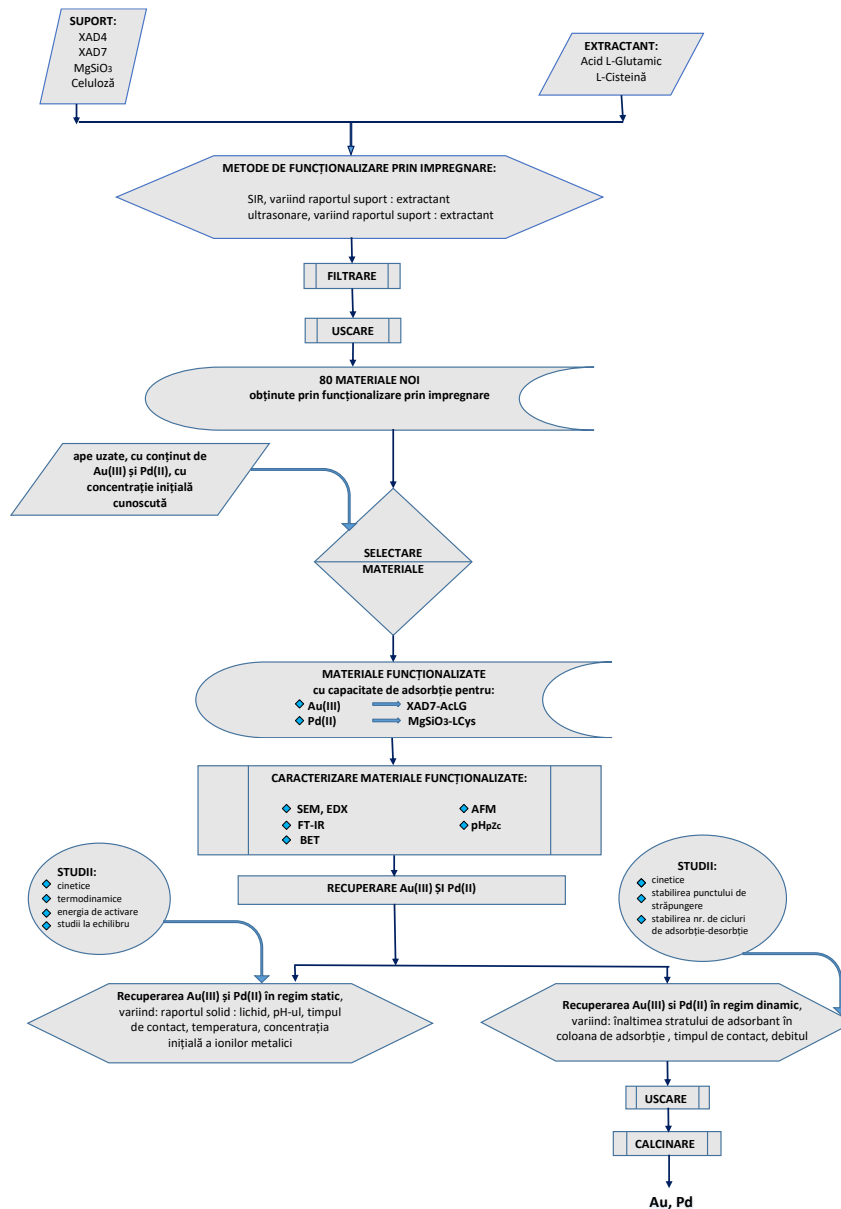 SUPORT:
XAD4
XAD7
MgSiO3
Celuloză
EXTRACTANT:
Acid L-Glutamic
L-Cisteină
METODE DE FUNCȚIONALIZARE PRIN IMPREGNARE:
SIR, variind raportul suport : extractant
ultrasonare, variind raportul suport : extractant
FILTRARE
USCARE
80 MATERIALE NOI
obținute prin funcționalizare prin impregnare
ape uzate, cu conținut de
Au(III) și Pd(II), cu
concentrație inițială
cunoscută
SELECTARE
MATERIALE
MATERIALE FUNCȚIONALIZATE
cu capacitate de adsorbție pentru:
Au(III) XAD7-AcLG
Pd(II) MgSiO3-LCys
CARACTERIZARE MATERIALE FUNCȚIONALIZATE:
SEM, EDX
FT-IR
BET
AFM
pHpZc
RECUPERARE Au(III) ȘI Pd(II)
STUDII:
cinetice
termodinamice
energia de activare
studii la echilibru
STUDII:
cinetice
stabilirea punctului de
străpungere
stabilirea nr. de cicluri
de adsorbție-desorbție
Recuperarea Au(III) și Pd(II) în regim static,
variind: raportul solid : lichid, pH-ul, timpul
de contact, temperatura, concentrația
inițială a ionilor metalici
Recuperarea Au(III) si Pd(II) în regim dinamic,
variind: înaltimea stratului de adsorbant în
coloana de adsorbție , timpul de contact, debitul
USCARE
CALCINARE
Au, Pd